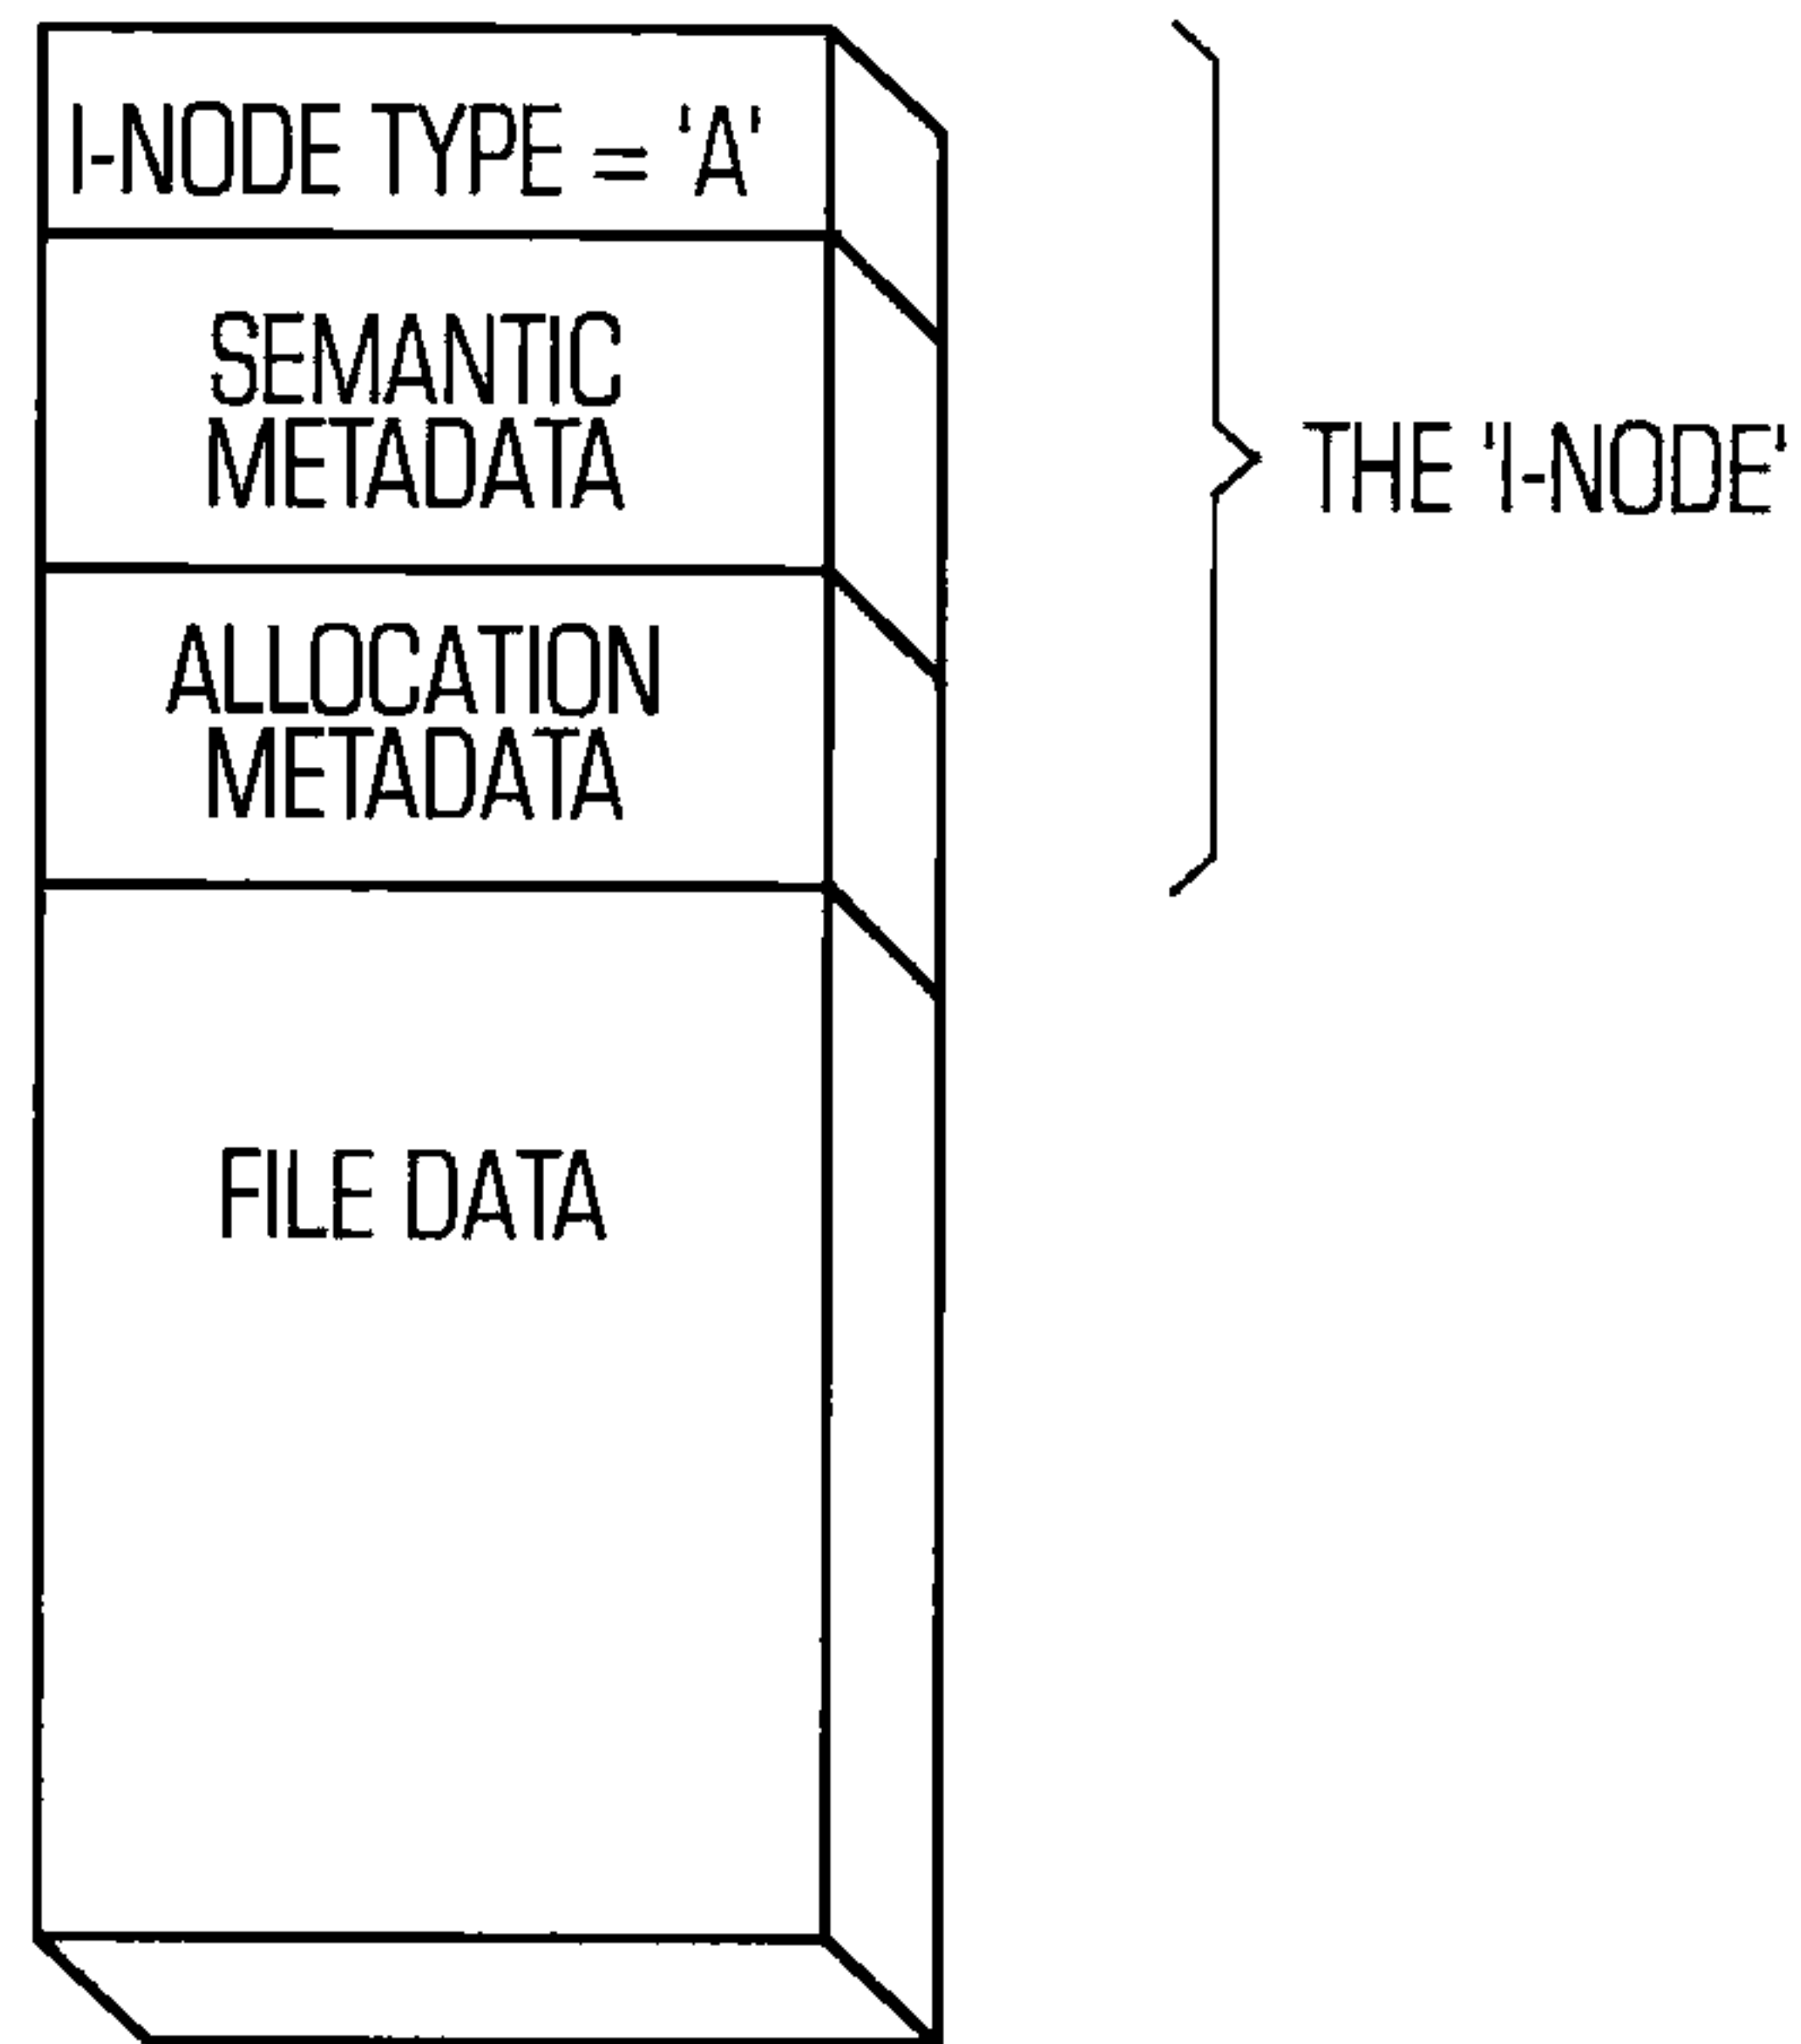 I-NODE TYPE = 'A'
SEMANTIC
METADATA
ALLOCATION
METADATA
THE 'I-NODE'
FILE DATA